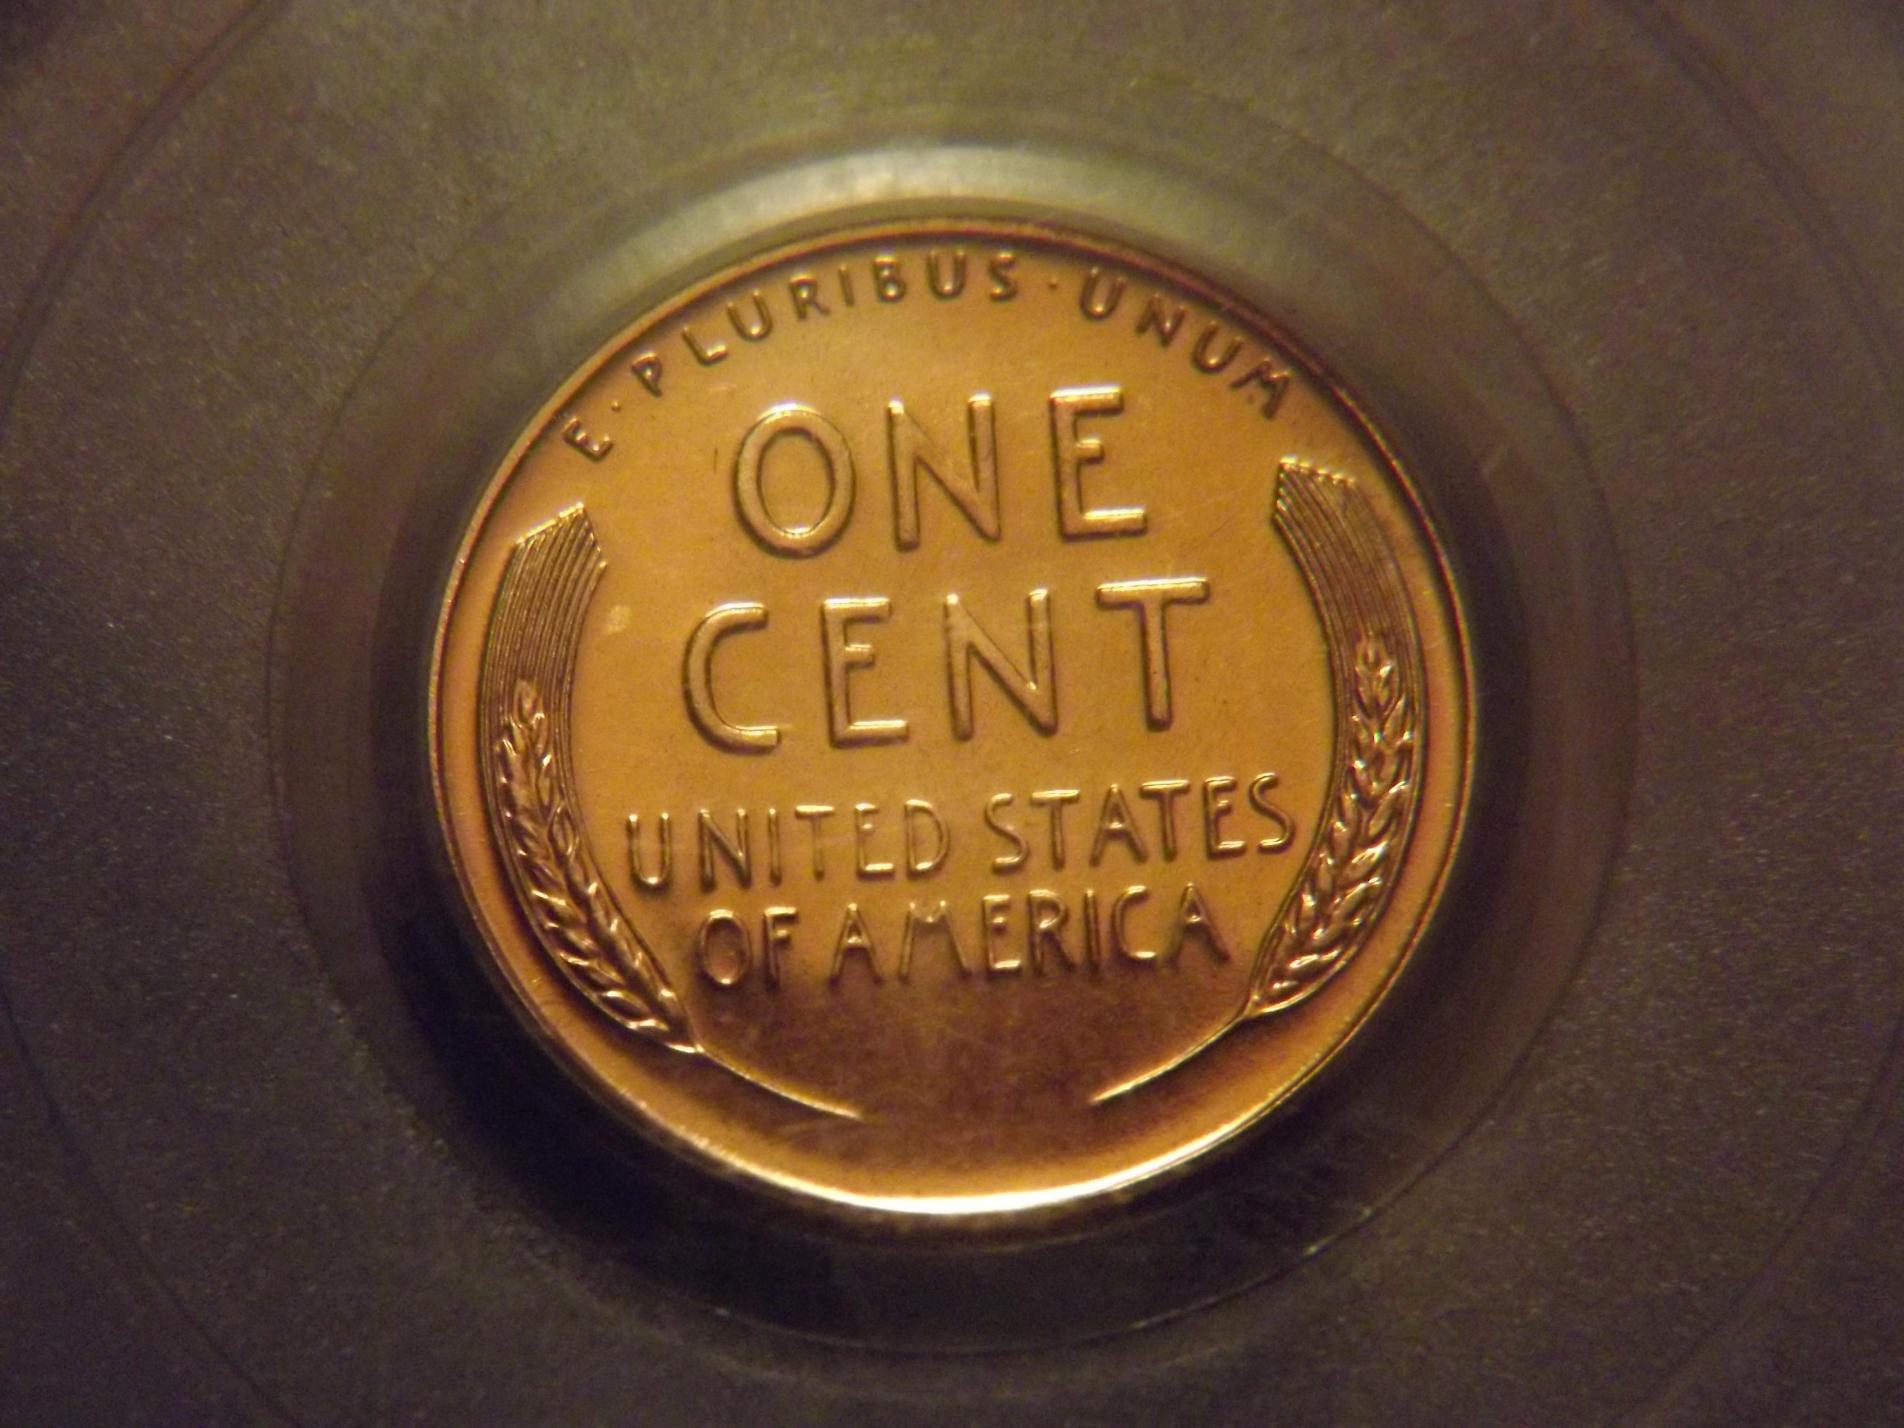 E·PLURIBUS·UNUM
ONE
CENT
UNITED STATES
OF AMERICA